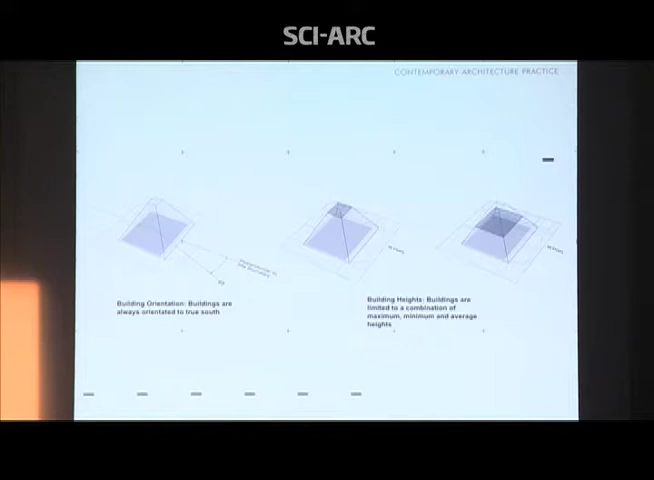 SCI-ARC
CONTEMPORARY ARCHITECTURE PRACTICE
Building Orientation: Buildings are
always orientated to true south
Building Heights: Buildings are
limited to a combination of
maximum, minimum and average
heights